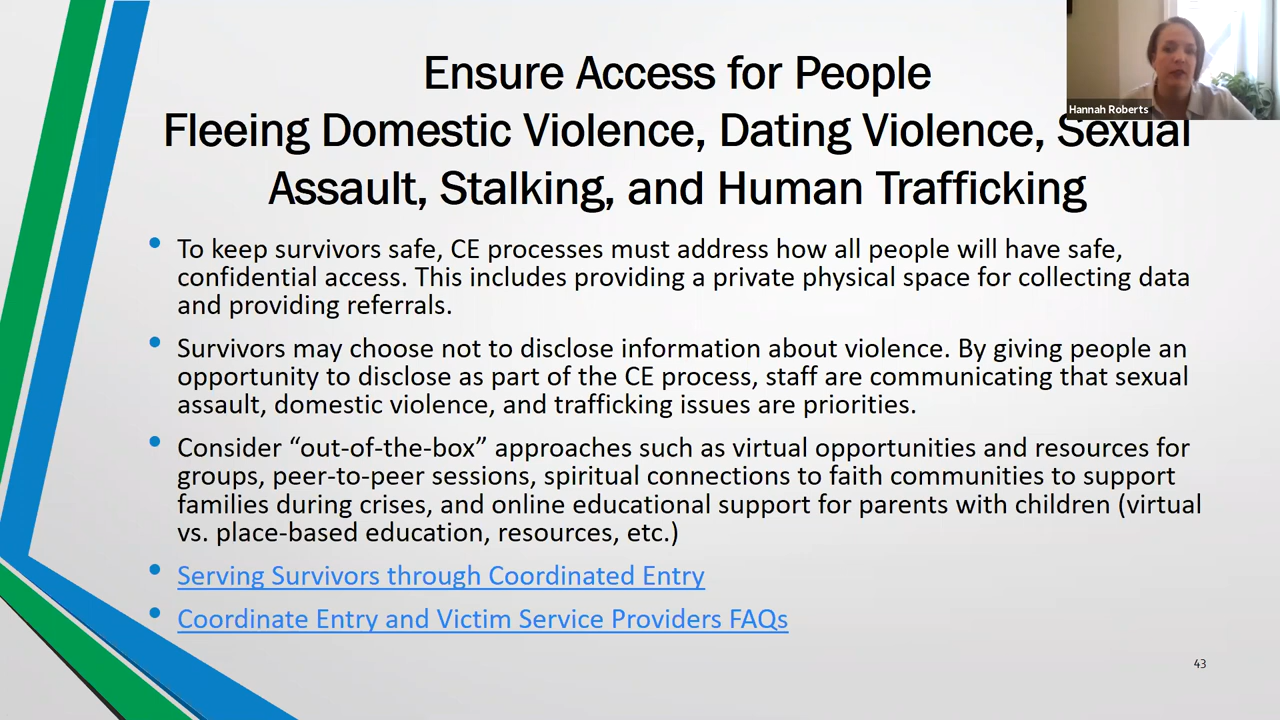 Ensure Access for People
Fleeing Domestic Violence, Dating Violence, Sexual
Assault, Stalking, and Human Trafficking
Hannah Roberts
• To keep survivors safe, CE processes must address how all people will have safe,
confidential access. This includes providing a private physical space for collecting data
and providing referrals.
• Survivors may choose not to disclose information about violence. By giving people an
opportunity to disclose as part of the CE process, staff are communicating that sexual
assault, domestic violence, and trafficking issues are priorities.
• Consider “out-of-the-box” approaches such as virtual opportunities and resources for
groups, peer-to-peer sessions, spiritual connections to faith communities to support
families during crises, and online educational support for parents with children (virtual
vs. place-based education, resources, etc.)
• Serving Survivors through Coordinated Entry
• Coordinate Entry and Victim Service Providers FAQs
43